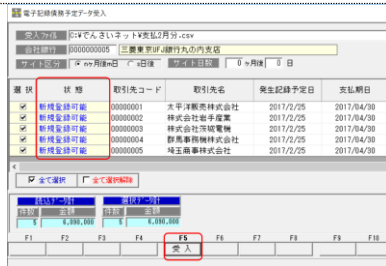 電子記録債務予定データ受入
受入ファイル C:¥でんさいネット¥支払2月分.csv
会社銀行 0000000005 三菱東京UFJ銀行丸の内支店
サイト区分 nヶ月後m日 n日後 サイト日数 0 ヶ月後 0 日
選択 状態 取引先コード 取引先名 発生記録予定日 支払期日
新規登録可能 00000001 太平洋販売株式会社 2017/2/25 2017/04/30
新規登録可能 00000002 株式会社岩手産業 2017/2/25 2017/04/30
新規登録可能 00000003 株式会社茨城電機 2017/2/25 2017/04/30
新規登録可能 00000004 群馬事務機株式会社 2017/2/25 2017/04/30
新規登録可能 00000005 埼玉商事株式会社 2017/2/25 2017/04/30
全て選択 全て選択解除
読込データ計 選択データ計
件数 金額 件数 金額
5 6,090,000 5 6,090,000
F1 F2 F3 F4 F5 F6 F7 F8 F9 F10
受入